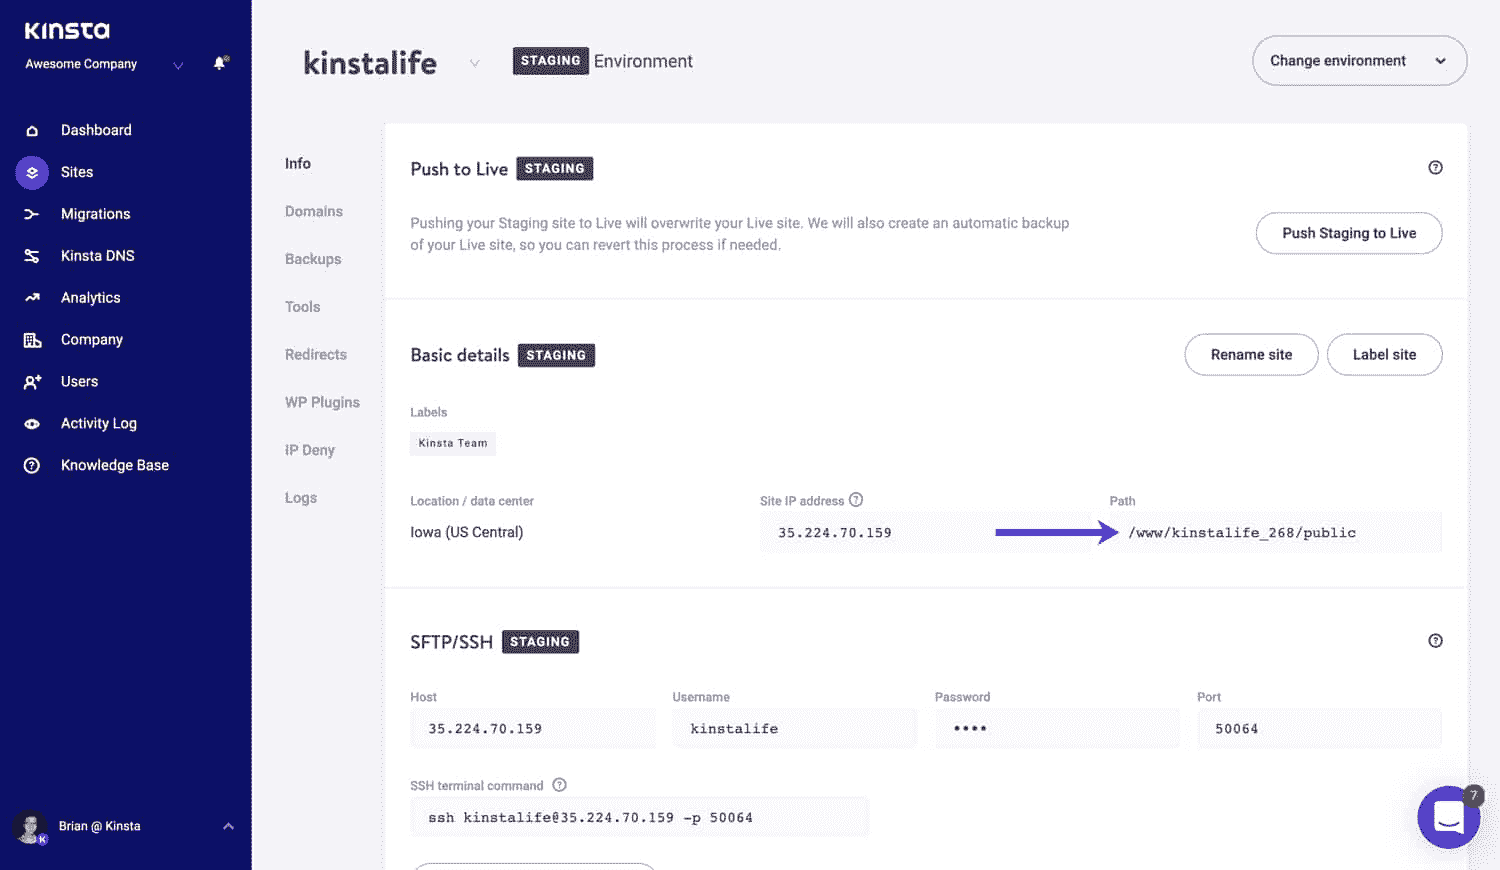 Kinsta
Awesome Company
Dashboard
Sites
Migrations
Kinsta DNS
Analytics
Company
Users
Activity Log
Knowledge Base
Brian @ Kinsta
K
kinstalife
STAGING Environment
Change environment
Info
Domains
Backups
Tools
Redirects
WP Plugins
IP Deny
Logs
Push to Live STAGING
Pushing your Staging site to Live will overwrite your Live site. We will also create an automatic backup
of your Live site, so you can revert this process if needed.
Push Staging to Live
Basic details STAGING
Rename site
Label site
Labels
Kinsta Team
Location / data center
Iowa (US Central)
Site IP address ?
35.224.70.159
Path
/www/kinstalife_268/public
SFTP/SSH STAGING
Host
35.224.70.159
Username
kinstalife
Password
••••
Port
50064
SSH terminal command ?
ssh kinstalife@35.224.70.159 -p 50064
7